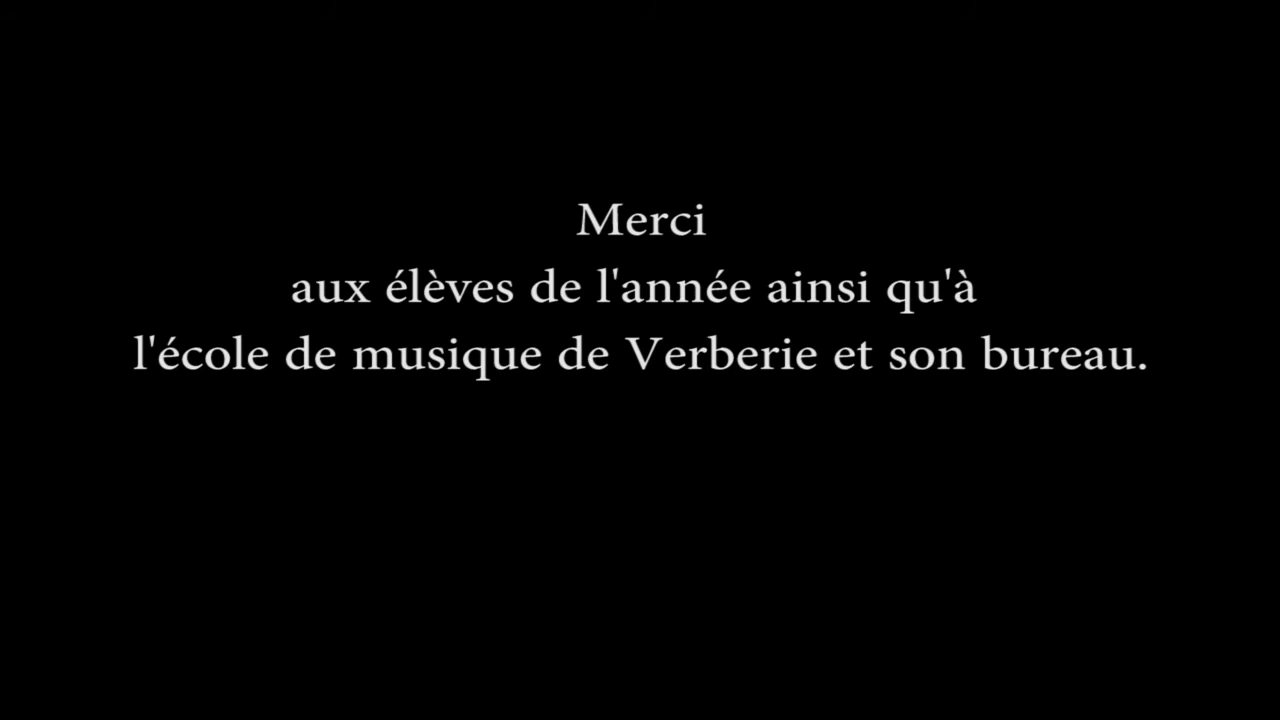 Merci
aux élèves de l'année ainsi qu'à
l'école de musique de Verberie et son bureau.